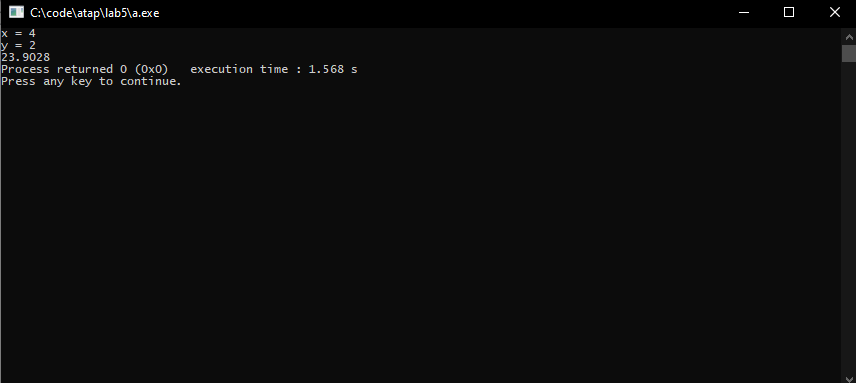 C:\code\atap\lab5\a.exe
x = 4
y = 2
23.9028
Process returned 0 (0x0)   execution time : 1.568 s
Press any key to continue.